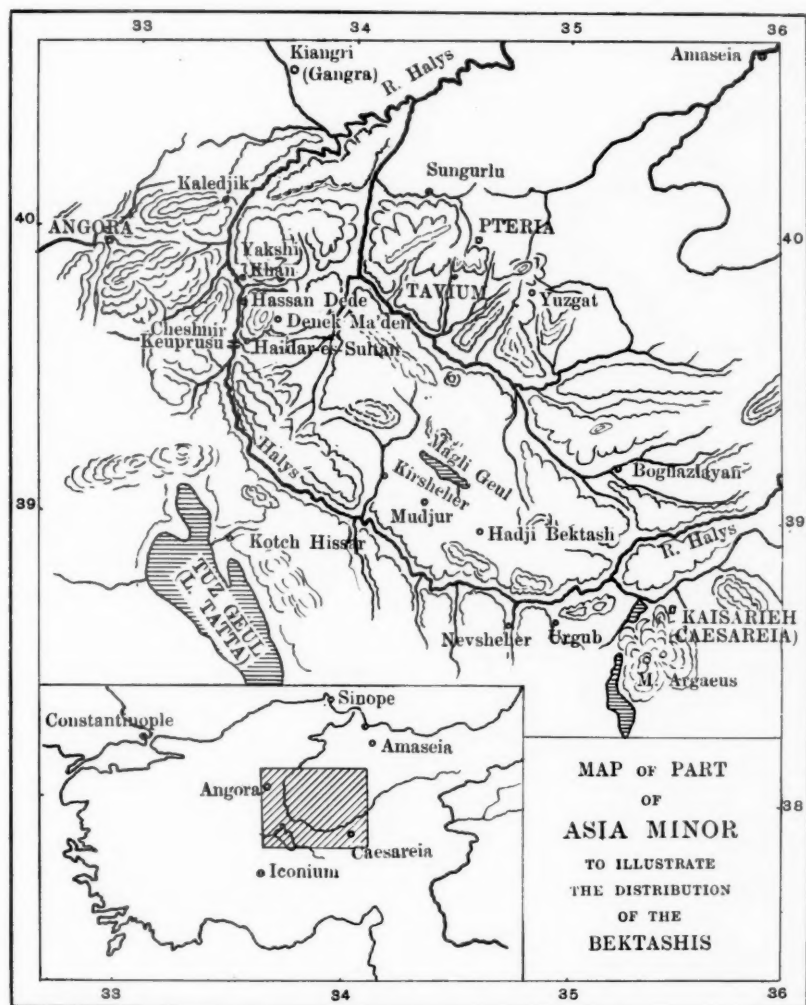 33
34
35
36
Kiangri
(Gangra)
R. Halys
Amaseia
Kaledjik
Sungurlu
40
ANGORA
PTERIA
40
Yakshi
Khan
TAVIUM
Yuzgat
Hassan Dede
Denek Ma'den
Cheshnir
Keuprusu
Haidar-es-Sultan
Halys
Magli Geul
Boghazlayan
39
Kirsheher
Mudjur
39
Kotch Hissar
Hadji Bektash
R. Halys
TUZ GEUL
(L. TATTA)
KAISARIEH
(CAESAREIA)
Nevsheher
Urgub
M. Argaeus
Sinope
Constantinople
Amaseia
Angora
Caesareia
Iconium
MAP OF PART
OF
ASIA MINOR
TO ILLUSTRATE
THE DISTRIBUTION
OF THE
BEKTASHIS
38
33
34
35
36